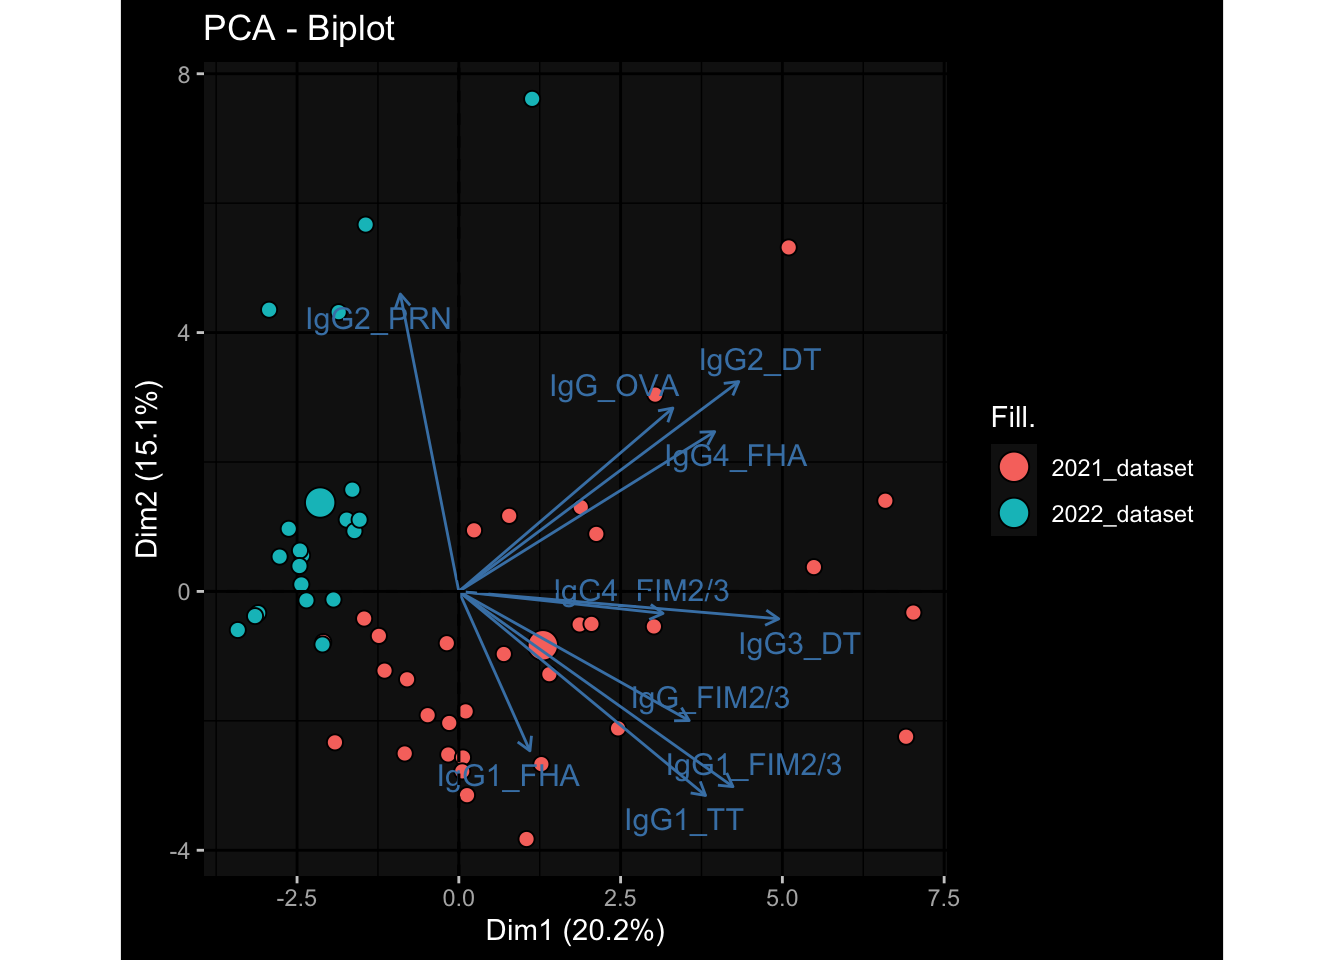 PCA - Biplot
8
4
0
-4
Dim2 (15.1%)
IgG2_PRN
IgG2_DT
IgG_OVA
IgG4_FHA
IgG4_FIM2/3
IgG3_DT
IgG_FIM2/3
IgG1_FIM2/3
IgG1_FHA
IgG1_TT
-2.5
0.0
2.5
5.0
7.5
Dim1 (20.2%)
Fill.
2021_dataset
2022_dataset